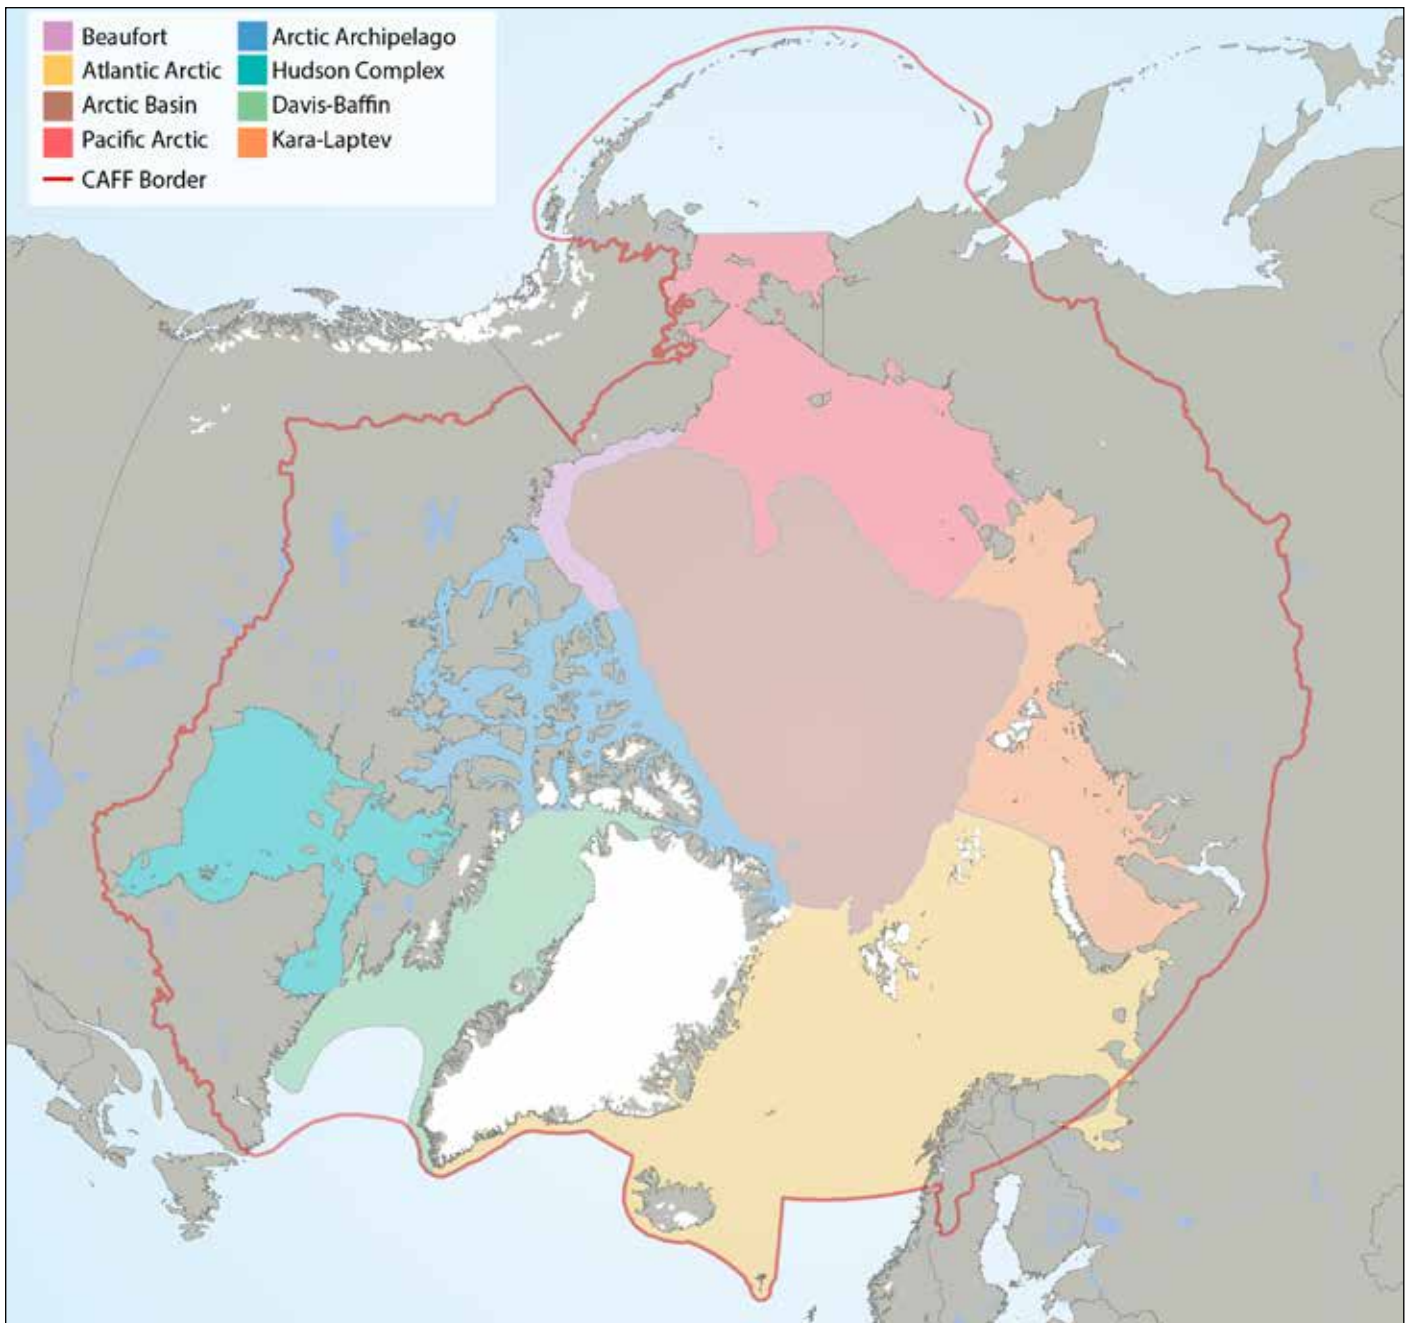 Beaufort
Atlantic Arctic
Arctic Basin
Pacific Arctic
CAFF Border
Arctic Archipelago
Hudson Complex
Davis-Baffin
Kara-Laptev